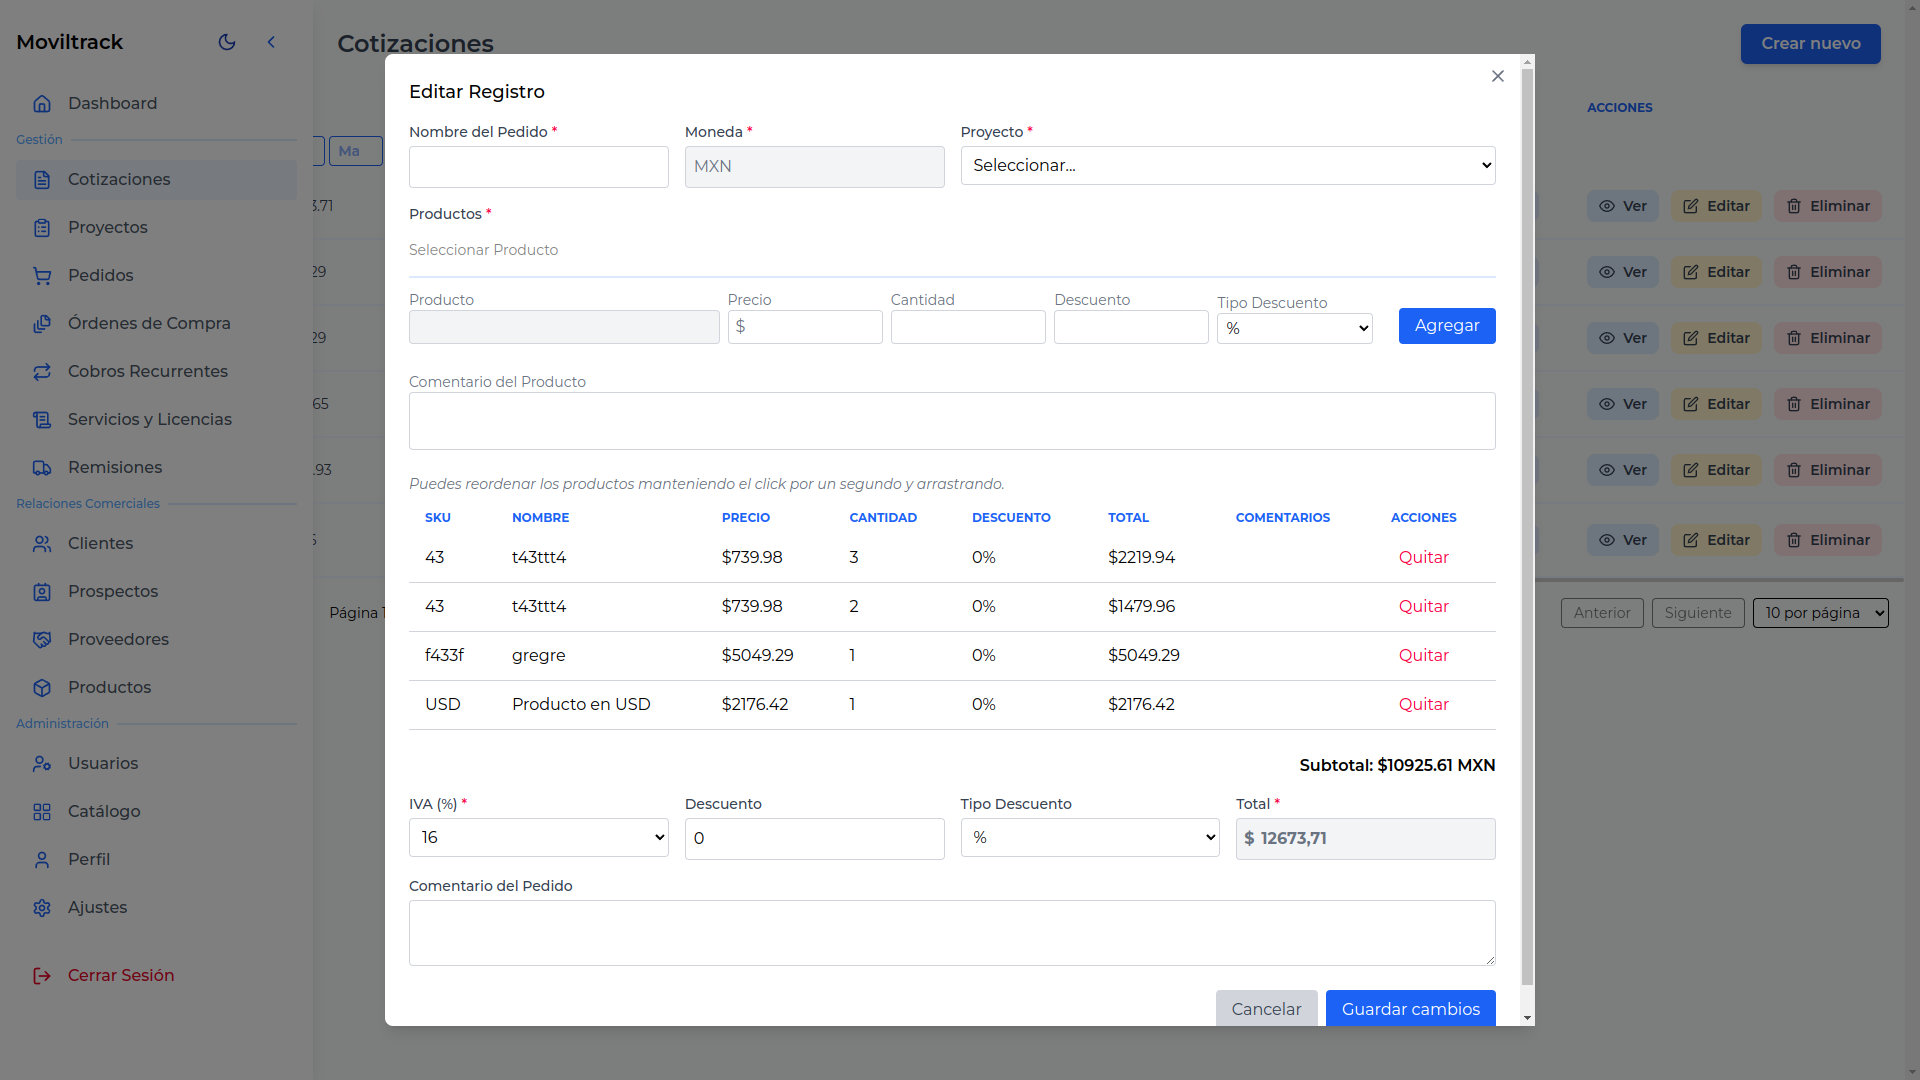 Moviltrack
Dashboard
Gestión
Cotizaciones
Proyectos
Pedidos
Órdenes de Compra
Cobros Recurrentes
Servicios y Licencias
Remisiones
Relaciones Comerciales
Clientes
Prospectos
Proveedores
Productos
Administración
Usuarios
Catálogo
Perfil
Ajustes
Cerrar Sesión
Cotizaciones
Crear nuevo
ACCIONES
Ma
3.71
Ver Editar Eliminar
29
Ver Editar Eliminar
29
Ver Editar Eliminar
65
Ver Editar Eliminar
.93
Ver Editar Eliminar
Ver Editar Eliminar
Página 1
Anterior Siguiente 10 por página
Editar Registro
Nombre del Pedido * Moneda * Proyecto *
MXN Seleccionar...
Productos *
Seleccionar Producto
Producto Precio Cantidad Descuento Tipo Descuento
$ % Agregar
Comentario del Producto
Puedes reordenar los productos manteniendo el click por un segundo y arrastrando.
SKU NOMBRE PRECIO CANTIDAD DESCUENTO TOTAL COMENTARIOS ACCIONES
43 t43ttt4 $739.98 3 0% $2219.94 Quitar
43 t43ttt4 $739.98 2 0% $1479.96 Quitar
f433f gregre $5049.29 1 0% $5049.29 Quitar
USD Producto en USD $2176.42 1 0% $2176.42 Quitar
Subtotal: $10925.61 MXN
IVA (%) * Descuento Tipo Descuento Total *
16 0 % $ 12673,71
Comentario del Pedido
Cancelar Guardar cambios